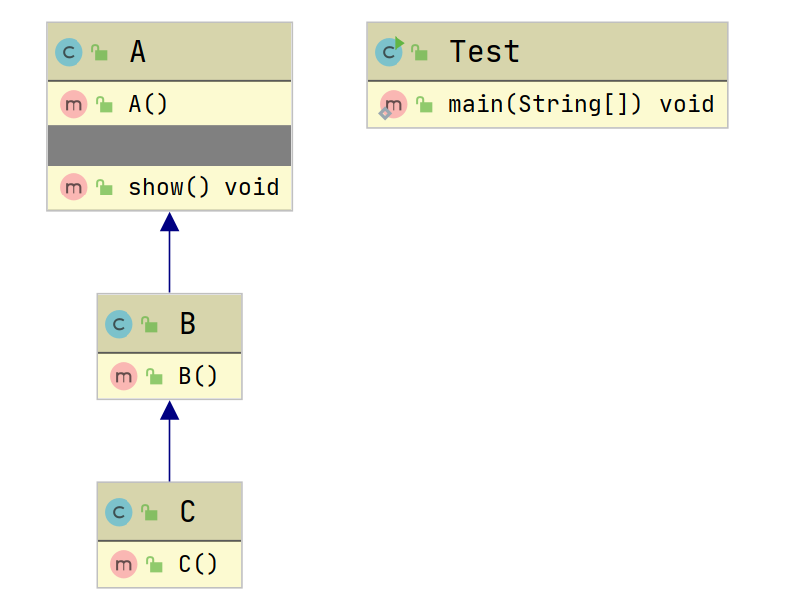 A
A()
show() void
Test
main(String[]) void
B
B()
C
C()